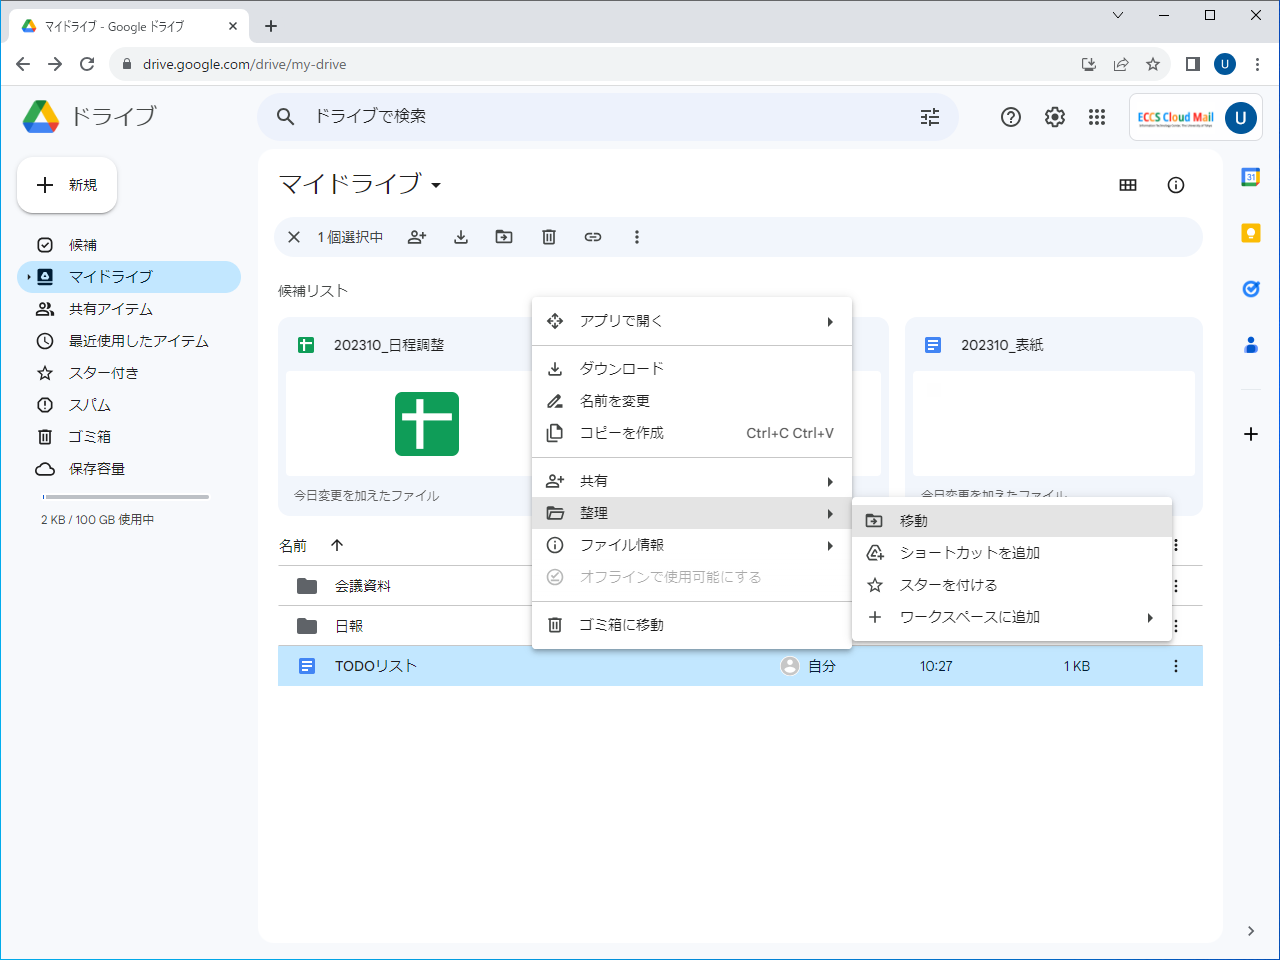 マイドライブ - Google ドライブ
drive.google.com/drive/my-drive
U
ドライブ
ドライブで検索
ECCS Cloud Mail
U
新規
マイドライブ
31
1 個選択中
候補
マイドライブ
共有アイテム
最近使用したアイテム
スター付き
スパム
ゴミ箱
保存容量
2 KB / 100 GB 使用中
候補リスト
202310_日程調整
今日変更を加えたファイル
202310_表紙
今日変更を加えたファイル
アプリで開く
ダウンロード
名前を変更
コピーを作成 Ctrl+C Ctrl+V
共有
整理
ファイル情報
オフラインで使用可能にする
ゴミ箱に移動
移動
ショートカットを追加
スターを付ける
ワークスペースに追加
名前
会議資料
日報
TODOリスト 自分 10:27 1 KB